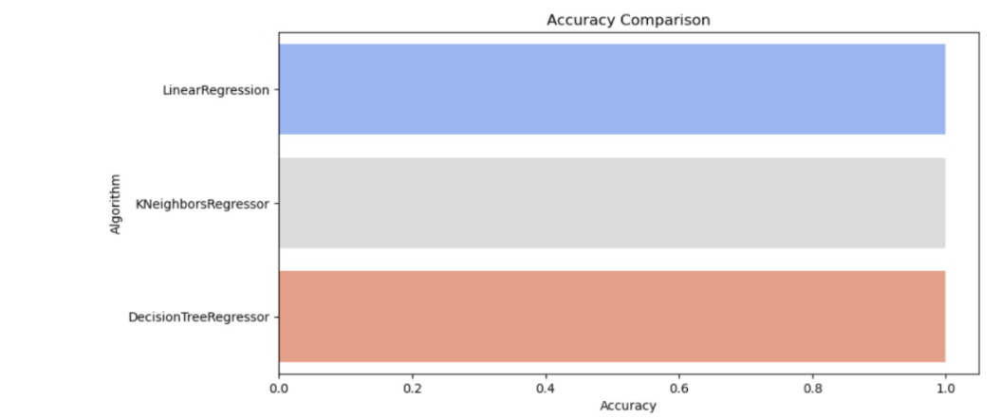 Accuracy Comparison
LinearRegression
KNeighborsRegressor
DecisionTreeRegressor
Algorithm
0.0 0.2 0.4 0.6 0.8 1.0
Accuracy